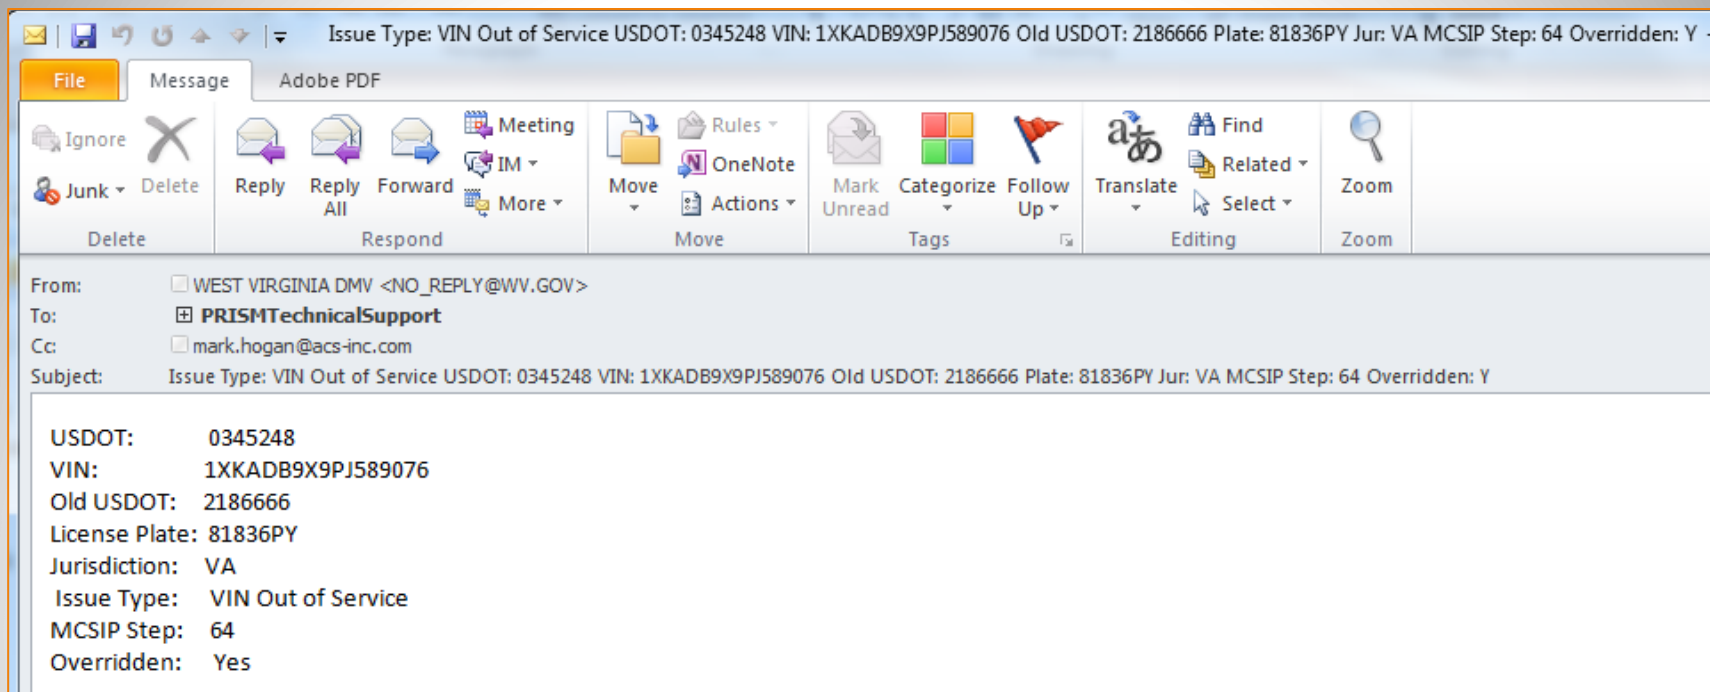 Issue Type: VIN Out of Service USDOT: 0345248 VIN: 1XKADB9X9PJ589076 Old USDOT: 2186666 Plate: 81836PY Jur: VA MCSIP Step: 64 Overridden: Y -
File Message Adobe PDF
Ignore
Junk
Delete
Delete
Reply
Reply All
Forward
Meeting
IM
More
Respond
Move
Rules
OneNote
Actions
Move
Mark Unread
Categorize
Follow Up
Tags
Translate
Find
Related
Select
Editing
Zoom
Zoom
From: WEST VIRGINIA DMV <NO_REPLY@WV.GOV>
To: PRISMTechnicalSupport
Cc: mark.hogan@acs-inc.com
Subject: Issue Type: VIN Out of Service USDOT: 0345248 VIN: 1XKADB9X9PJ589076 Old USDOT: 2186666 Plate: 81836PY Jur: VA MCSIP Step: 64 Overridden: Y
USDOT: 0345248
VIN: 1XKADB9X9PJ589076
Old USDOT: 2186666
License Plate: 81836PY
Jurisdiction: VA
Issue Type: VIN Out of Service
MCSIP Step: 64
Overridden: Yes